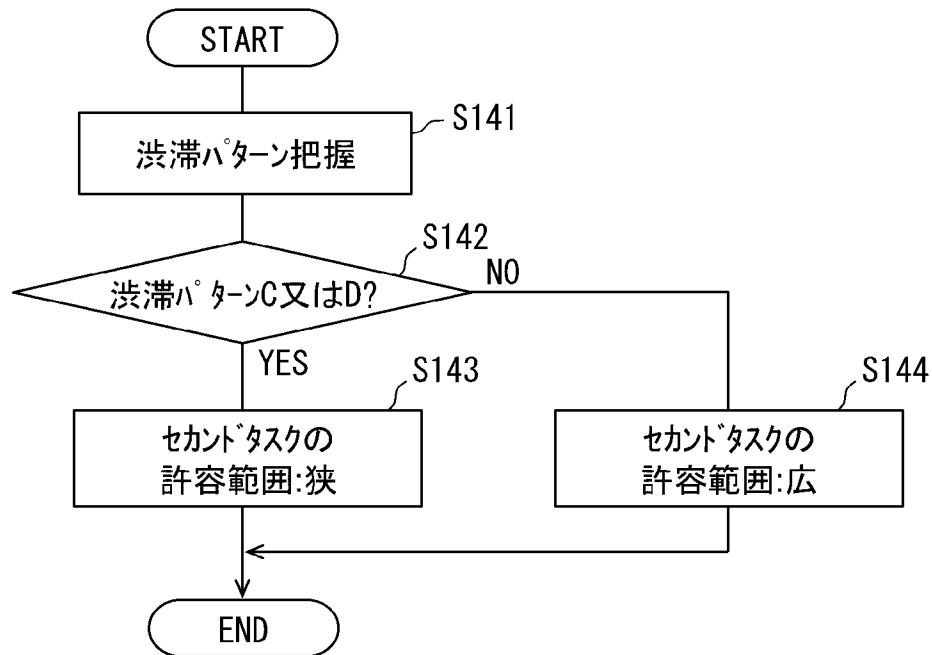 START
S141
渋滞パターン把握
S142
渋滞パターンC又はD?
NO
YES
S143
セカンドタスクの
許容範囲:狭
S144
セカンドタスクの
許容範囲:広
END